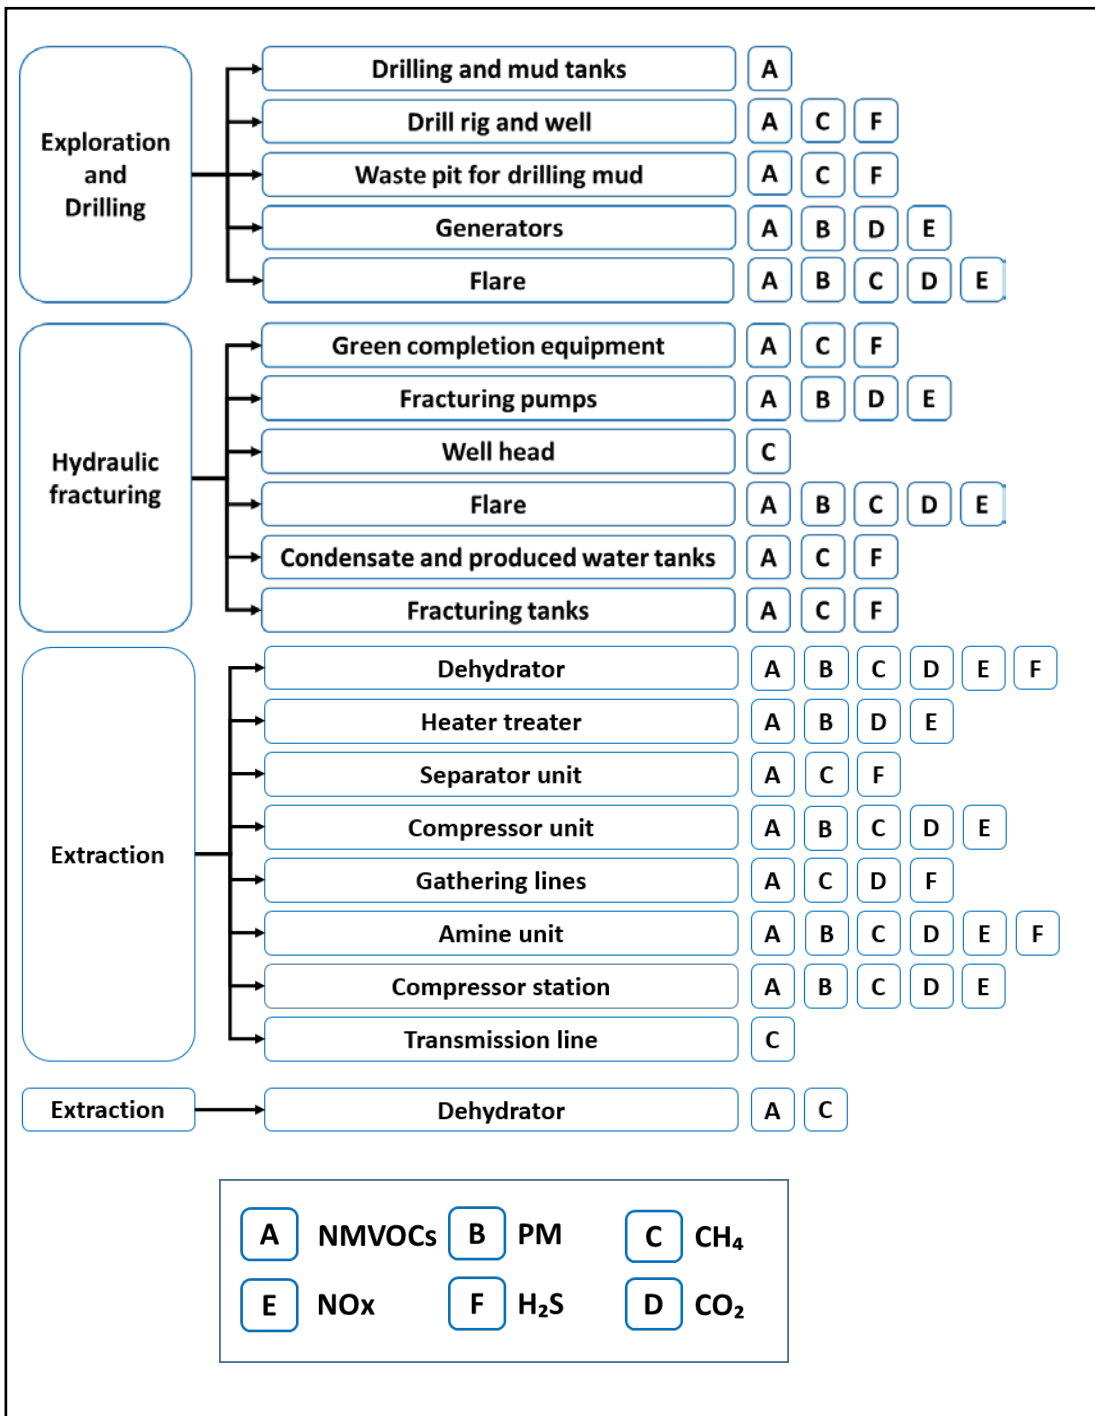 Exploration
and
Drilling
Drilling and mud tanks A
Drill rig and well A C F
Waste pit for drilling mud A C F
Generators A B D E
Flare A B C D E
Hydraulic
fracturing
Green completion equipment A C F
Fracturing pumps A B D E
Well head C
Flare A B C D E
Condensate and produced water tanks A C F
Fracturing tanks A C F
Extraction
Dehydrator A B C D E F
Heater treater A B D E
Separator unit A C F
Compressor unit A B C D E
Gathering lines A C D F
Amine unit A B C D E F
Compressor station A B C D E
Transmission line C
Extraction Dehydrator A C
A NMVOCs B PM C CH₄
E NOx F H₂S D CO₂